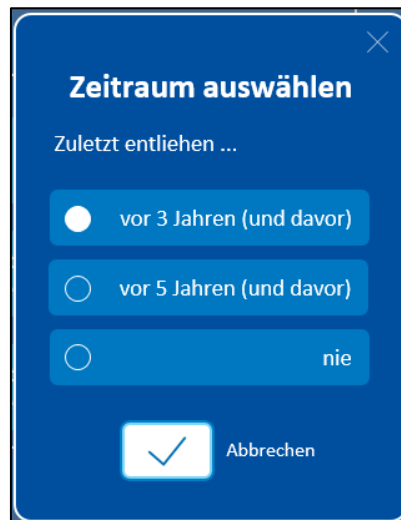 Zeitraum auswählen
Zuletzt entliehen ...
vor 3 Jahren (und davor)
vor 5 Jahren (und davor)
nie
Abbrechen